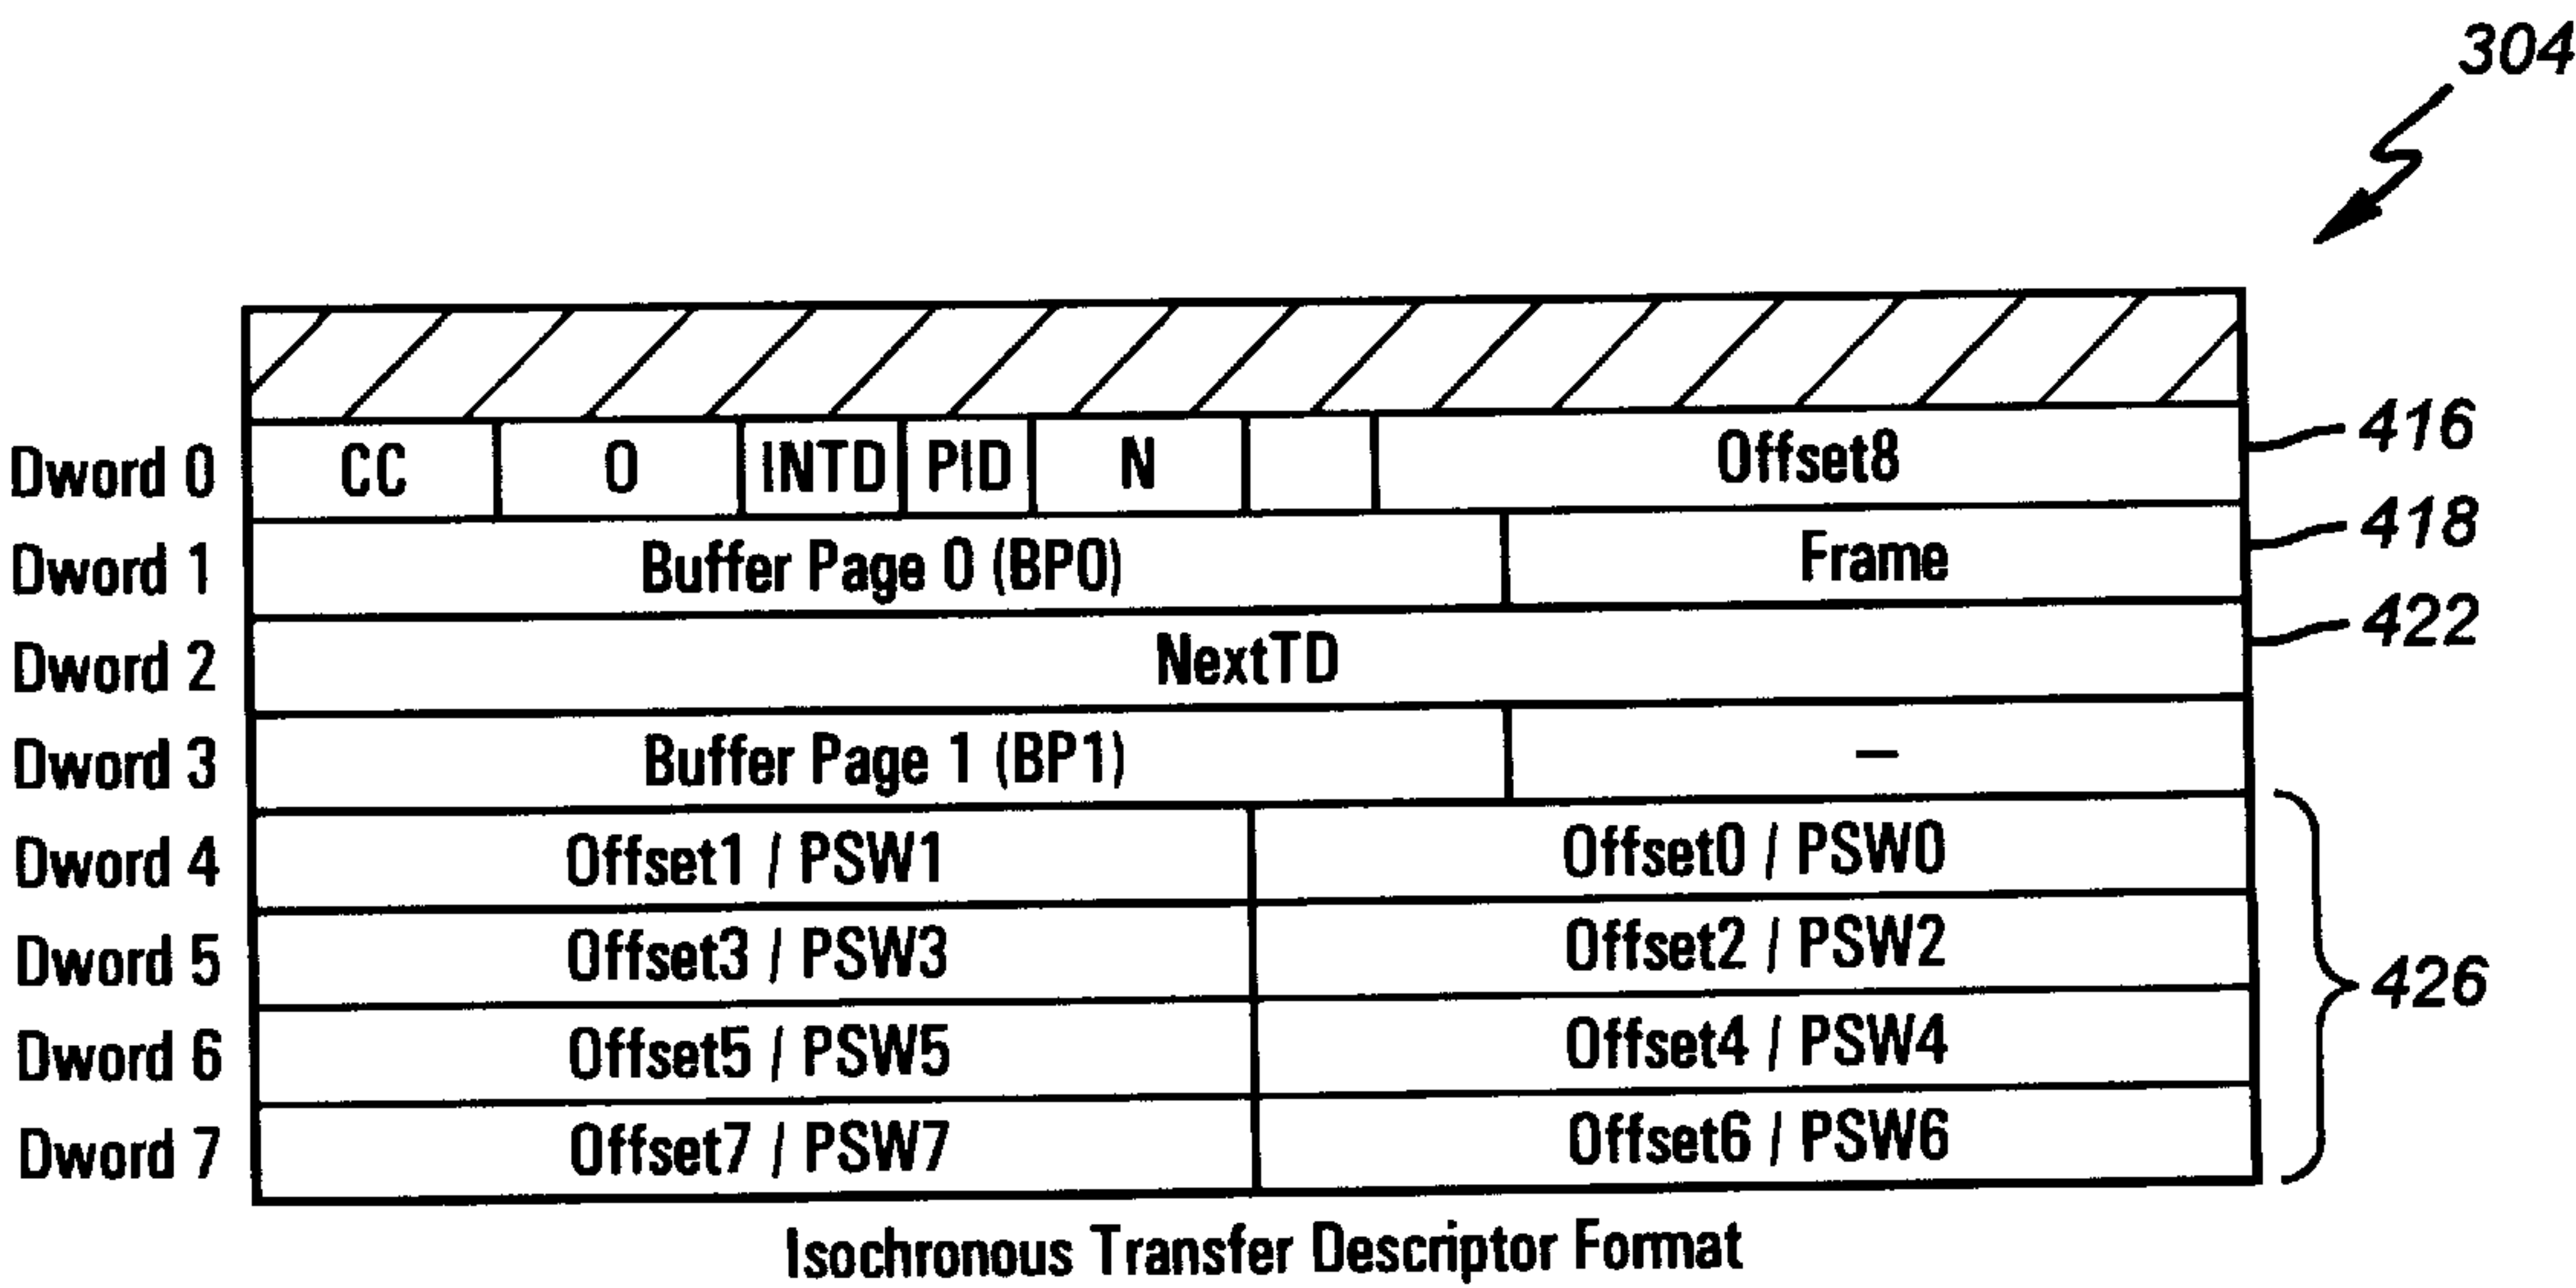 304
Dword 0 CC 0 INTD PID N Offset8 416
Dword 1 Buffer Page 0 (BP0) Frame 418
Dword 2 NextTD 422
Dword 3 Buffer Page 1 (BP1) –
Dword 4 Offset1 / PSW1 Offset0 / PSW0
Dword 5 Offset3 / PSW3 Offset2 / PSW2
426
Dword 6 Offset5 / PSW5 Offset4 / PSW4
Dword 7 Offset7 / PSW7 Offset6 / PSW6
Isochronous Transfer Descriptor Format